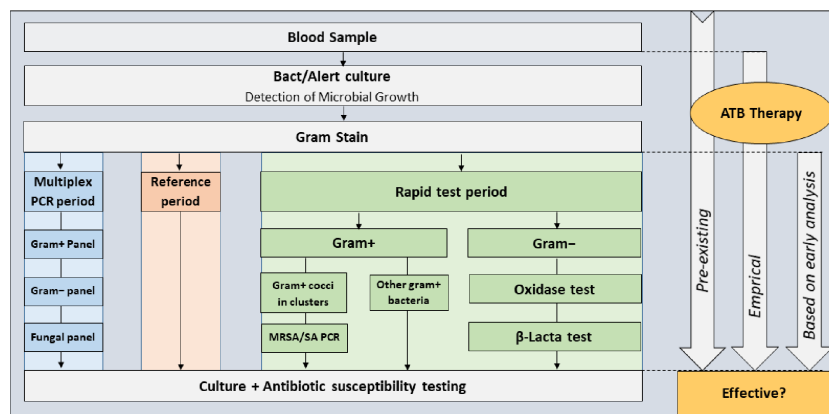 Blood Sample
Bact/Alert culture
Detection of Microbial Growth
Gram Stain
Multiplex
PCR period
Gram+ Panel
Gram− panel
Fungal panel
Reference
period
Rapid test period
Gram+
Gram−
Gram+ cocci
in clusters
Other gram+
bacteria
Oxidase test
MRSA/SA PCR
β-Lacta test
Culture + Antibiotic susceptibility testing
ATB Therapy
Pre-existing
Emprical
Based on early analysis
Effective?